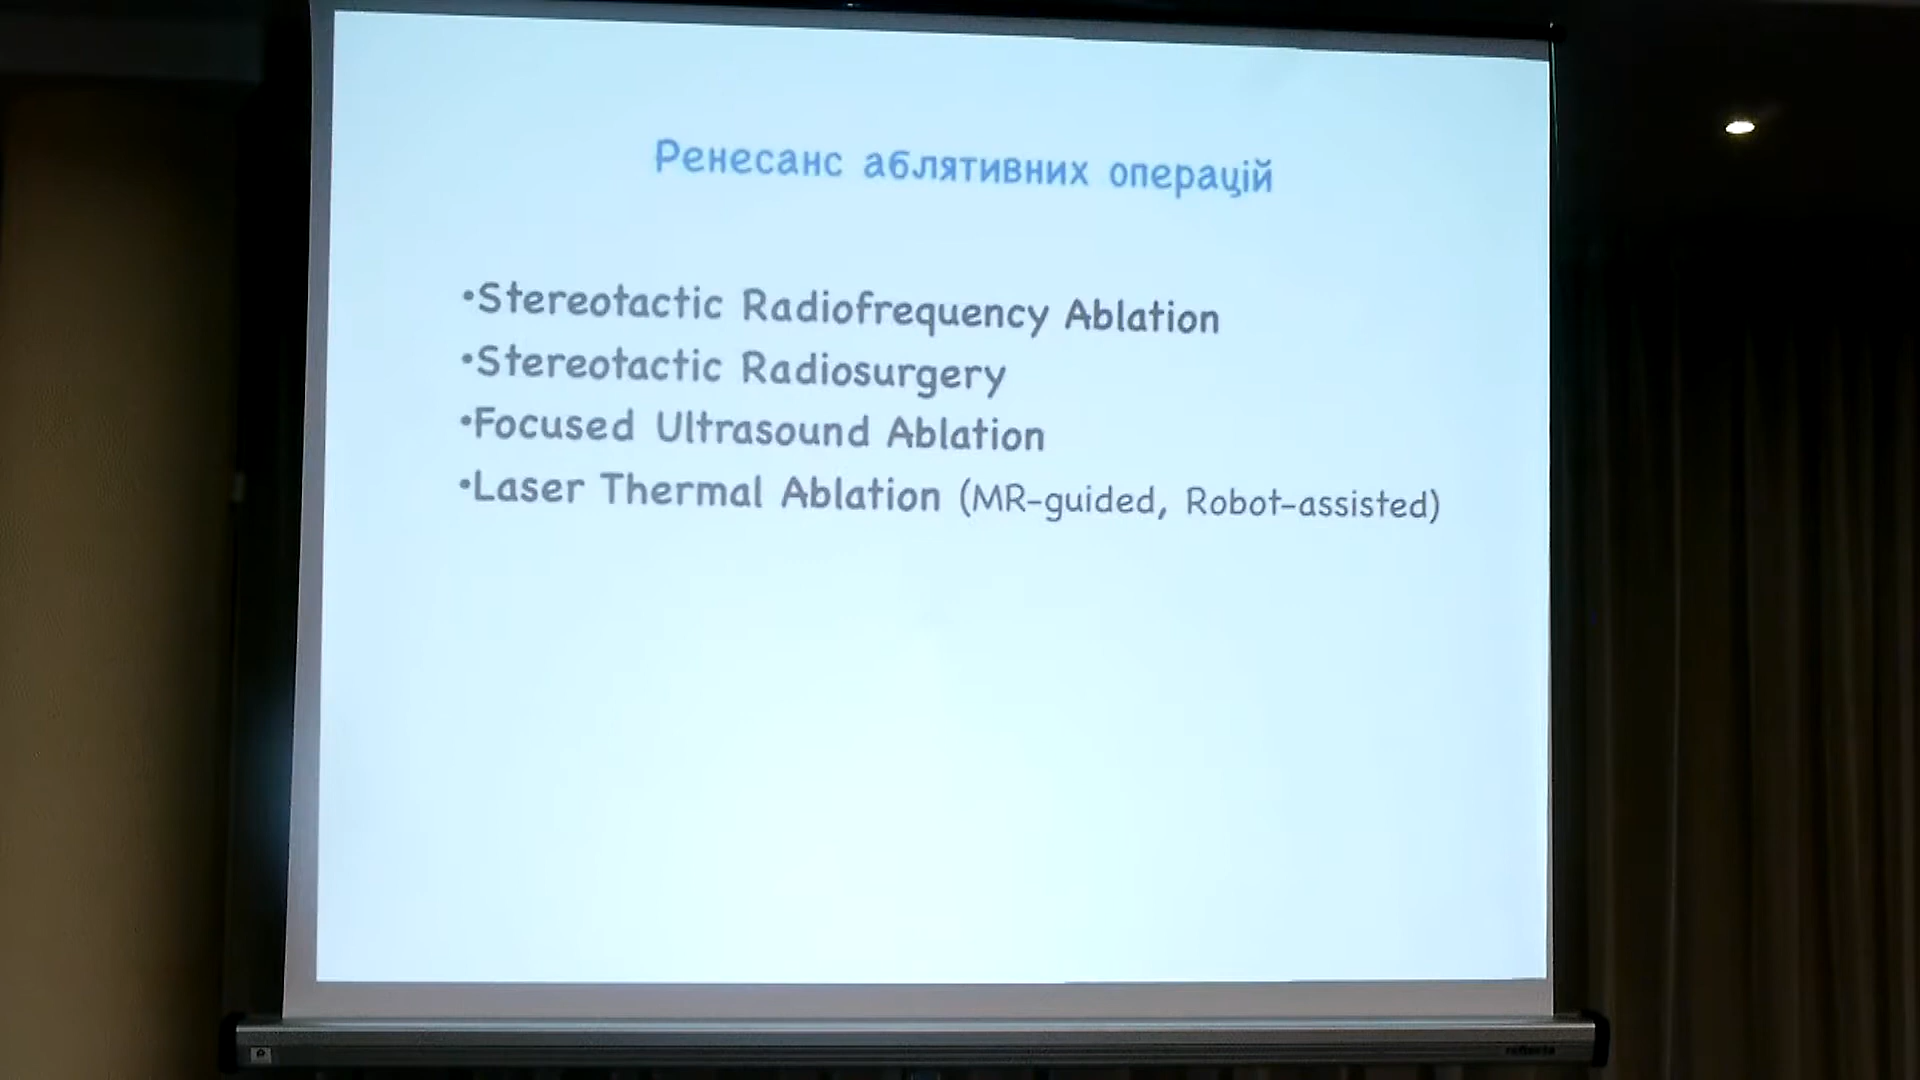 Ренесанс аблятивних операцій
•Stereotactic Radiofrequency Ablation
•Stereotactic Radiosurgery
•Focused Ultrasound Ablation
•Laser Thermal Ablation (MR-guided, Robot-assisted)